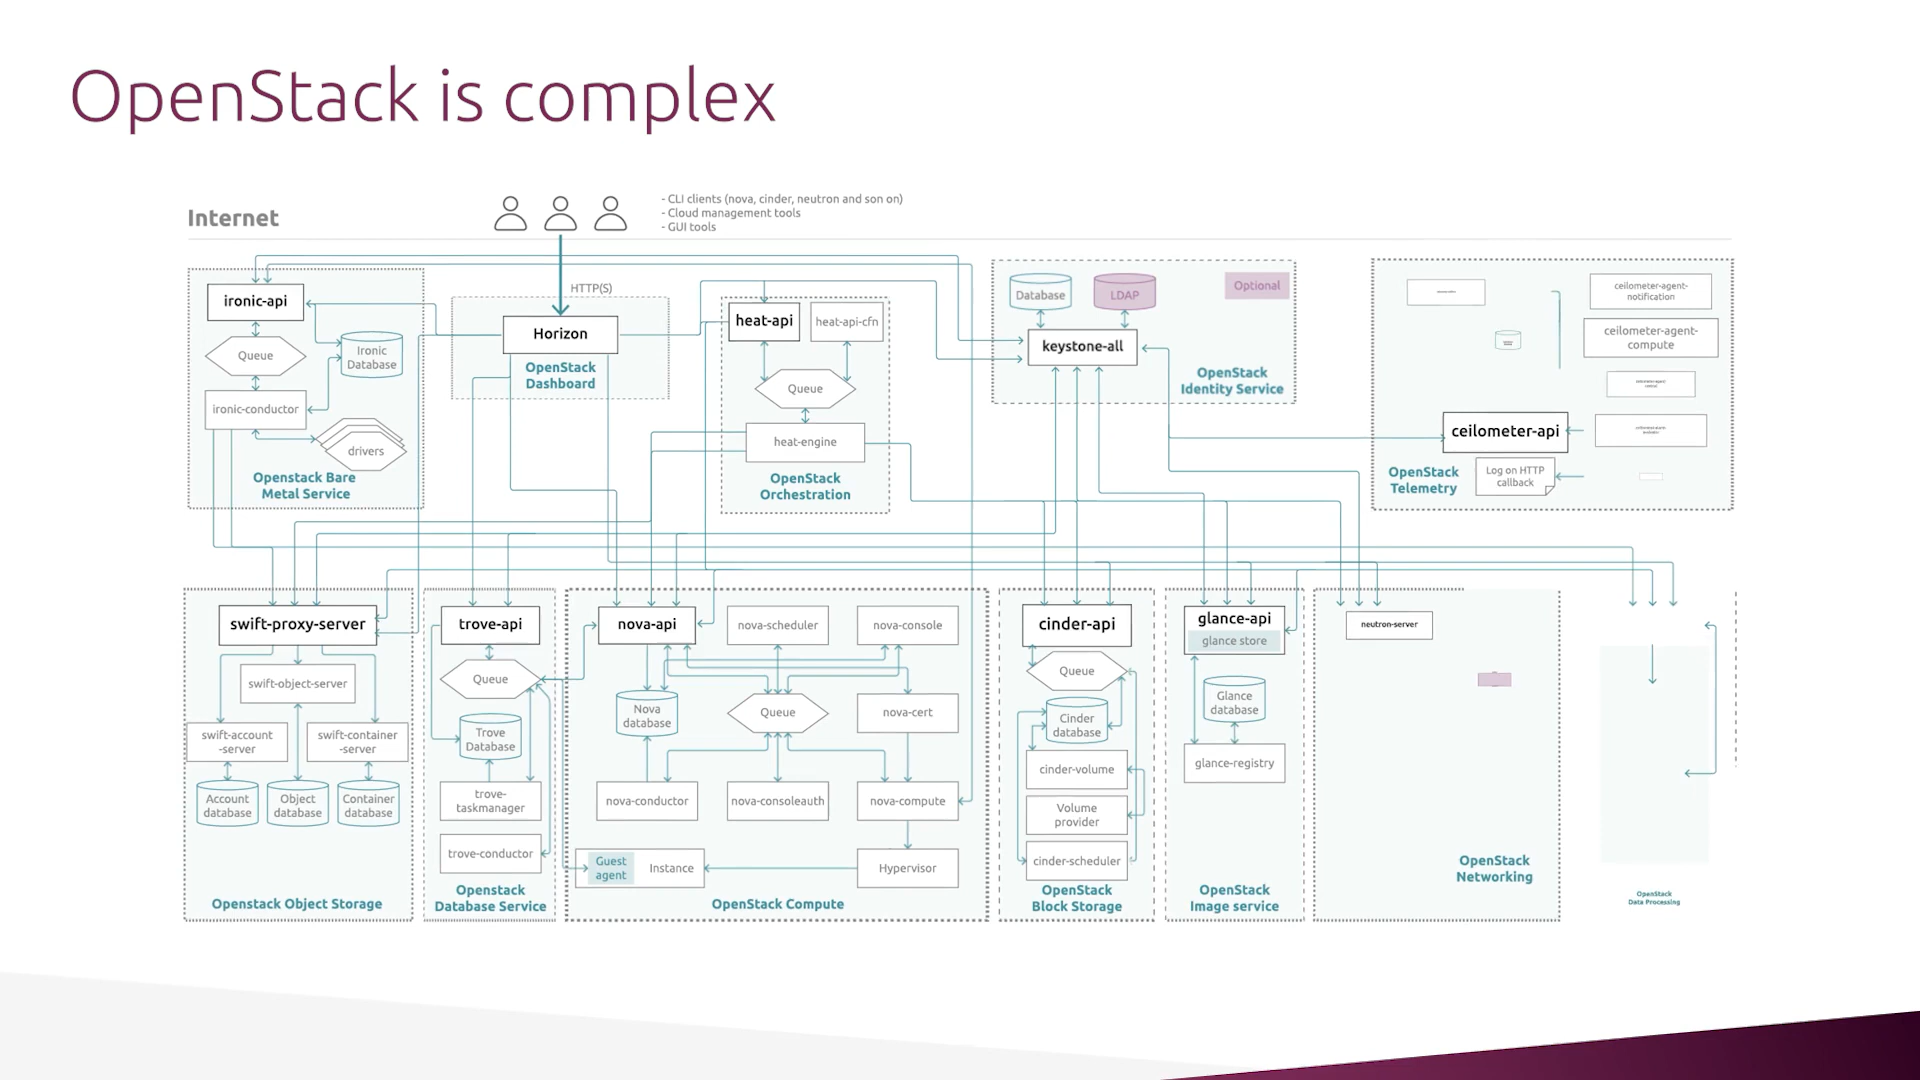 OpenStack is complex
Internet
- CLI clients (nova, cinder, neutron and son on)
- Cloud management tools
- GUI tools
HTTP(S)
ironic-api
Queue
Ironic
Database
ironic-conductor
drivers
Openstack Bare
Metal Service
Horizon
OpenStack
Dashboard
heat-api
heat-api-cfn
Queue
heat-engine
OpenStack
Orchestration
Database
LDAP
Optional
keystone-all
OpenStack
Identity Service
ceilometer-agent-
notification
ceilometer-agent-
compute
ceilometer-api
Log on HTTP
callback
OpenStack
Telemetry
swift-proxy-server
swift-object-server
swift-account
-server
swift-container
-server
Account
database
Object
database
Container
database
Openstack Object Storage
trove-api
Queue
Trove
Database
trove-
taskmanager
trove-conductor
Openstack
Database Service
nova-api
nova-scheduler
nova-console
Nova
database
Queue
nova-cert
nova-conductor
nova-consoleauth
nova-compute
Guest
agent
Instance
Hypervisor
OpenStack Compute
cinder-api
Queue
Cinder
database
cinder-volume
Volume
provider
cinder-scheduler
OpenStack
Block Storage
glance-api
glance store
Glance
database
glance-registry
OpenStack
Image service
neutron-server
OpenStack
Networking
OpenStack
Data Processing